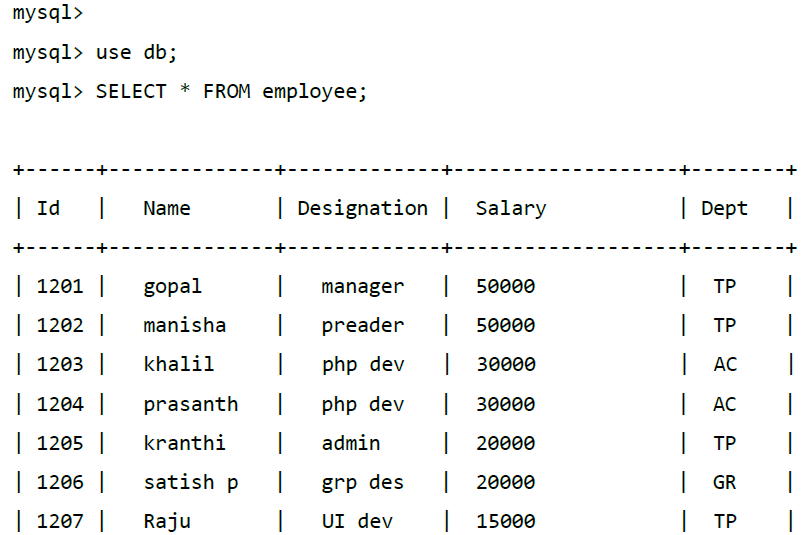 mysql>
mysql> use db;
mysql> SELECT * FROM employee;
+------+--------------+-------------+-------------------+--------+
| Id   |   Name       | Designation |  Salary           | Dept   |
+------+--------------+-------------+-------------------+--------+
| 1201 |   gopal      |   manager   |  50000            |  TP    |
| 1202 |   manisha    |   preader   |  50000            |  TP    |
| 1203 |   khalil     |   php dev   |  30000            |  AC    |
| 1204 |   prasanth   |   php dev   |  30000            |  AC    |
| 1205 |   kranthi    |   admin     |  20000            |  TP    |
| 1206 |   satish p   |   grp des   |  20000            |  GR    |
| 1207 |   Raju       |   UI dev    |  15000            |  TP    |